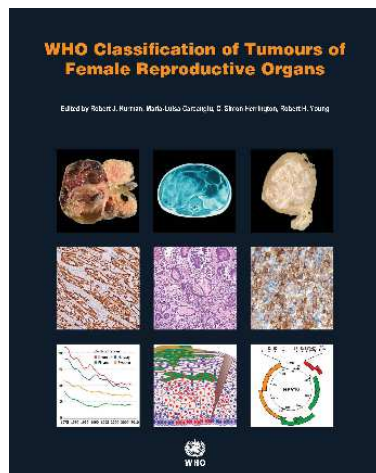 WHO Classification of Tumours of
Female Reproductive Organs
Edited by Robert J. Kurman, Maria-Luisa Carcangiu, C. Simon Herrington, Robert H. Young
WHO